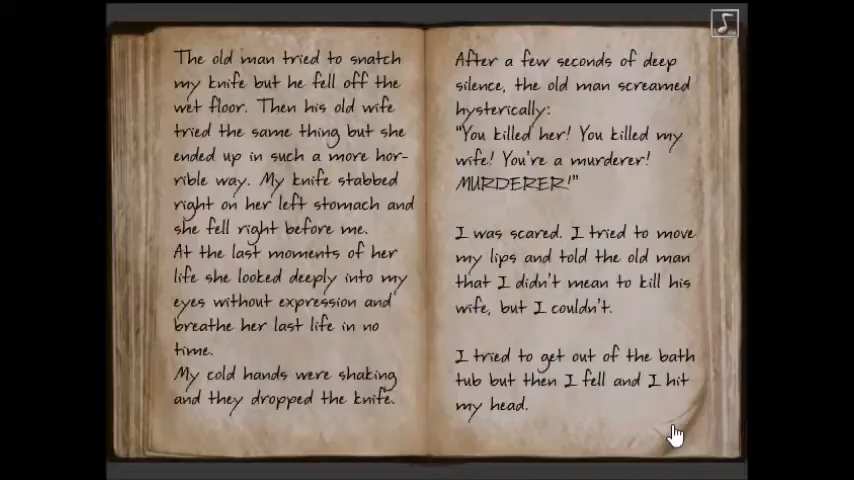 The old man tried to snatch
my knife but he fell off the
wet floor. Then his old wife
tried the same thing but she
ended up in such a more hor-
rible way. My knife stabbed
right on her left stomach and
she fell right before me.
At the last moments of her
life she looked deeply into my
eyes without expression and
breathe her last life in no
time.
My cold hands were shaking
and they dropped the knife.
After a few seconds of deep
silence, the old man screamed
hysterically:
"You killed her! You killed my
wife! You're a murderer!
MURDERER!"
I was scared. I tried to move
my lips and told the old man
that I didn't mean to kill his
wife, but I couldn't.
I tried to get out of the bath
tub but then I fell and I hit
my head.